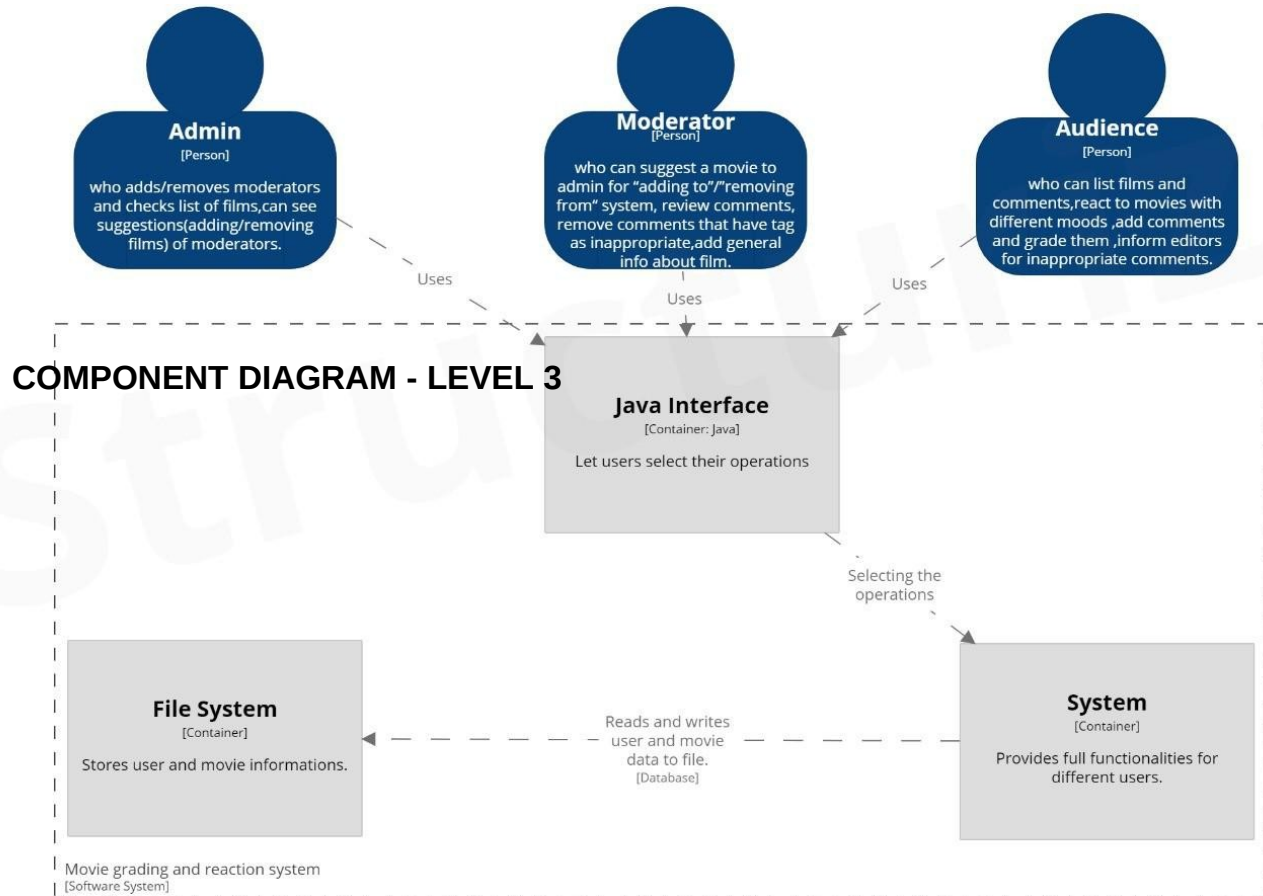 Admin
[Person]
who adds/removes moderators
and checks list of films,can see
suggestions(adding/removing
films) of moderators.
Moderator
[Person]
who can suggest a movie to
admin for “adding to”/”removing
from“ system, review comments,
remove comments that have tag
as inappropriate,add general
info about film.
Audience
[Person]
who can list films and
comments,react to movies with
different moods ,add comments
and grade them ,inform editors
for inappropriate comments.
Uses
Uses
Uses
COMPONENT DIAGRAM - LEVEL 3
Java Interface
[Container: Java]
Let users select their operations
Selecting the
operations
File System
[Container]
Stores user and movie informations.
Reads and writes
user and movie
data to file.
[Database]
System
[Container]
Provides full functionalities for
different users.
Movie grading and reaction system
[Software System]